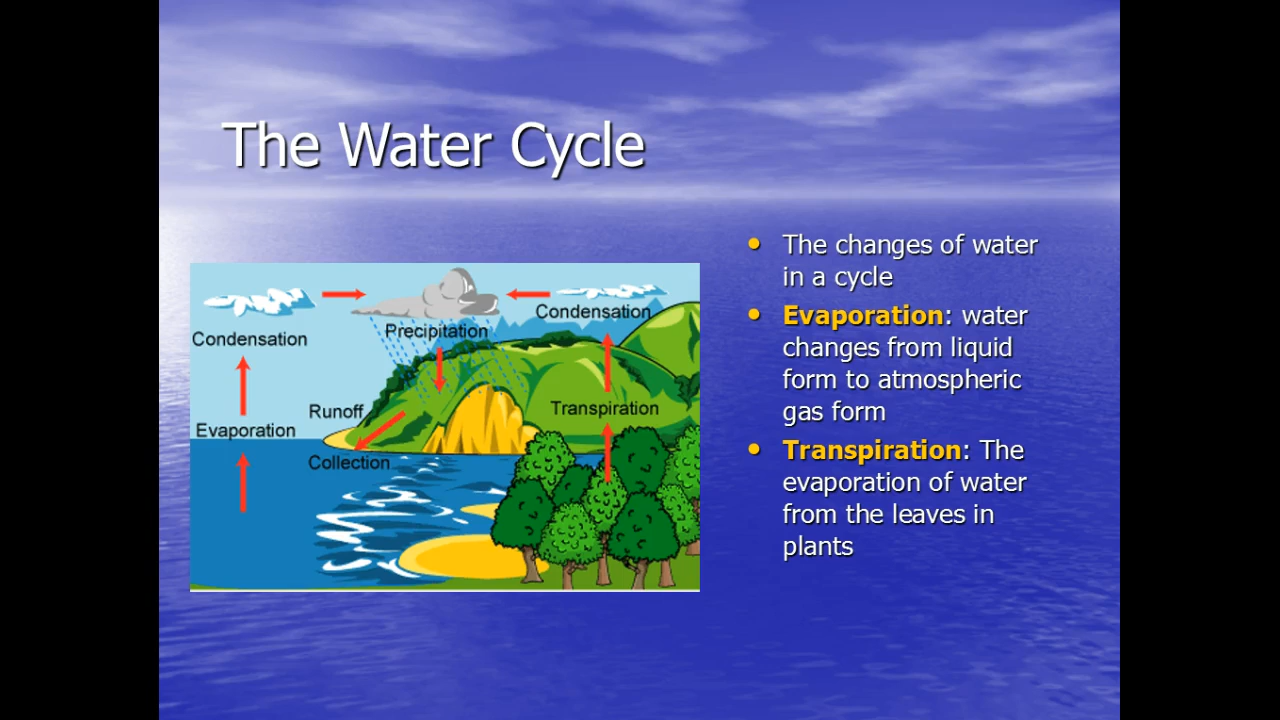 The Water Cycle
Condensation
Precipitation
Condensation
Runoff
Transpiration
Evaporation
Collection
The changes of water
in a cycle
Evaporation: water
changes from liquid
form to atmospheric
gas form
Transpiration: The
evaporation of water
from the leaves in
plants